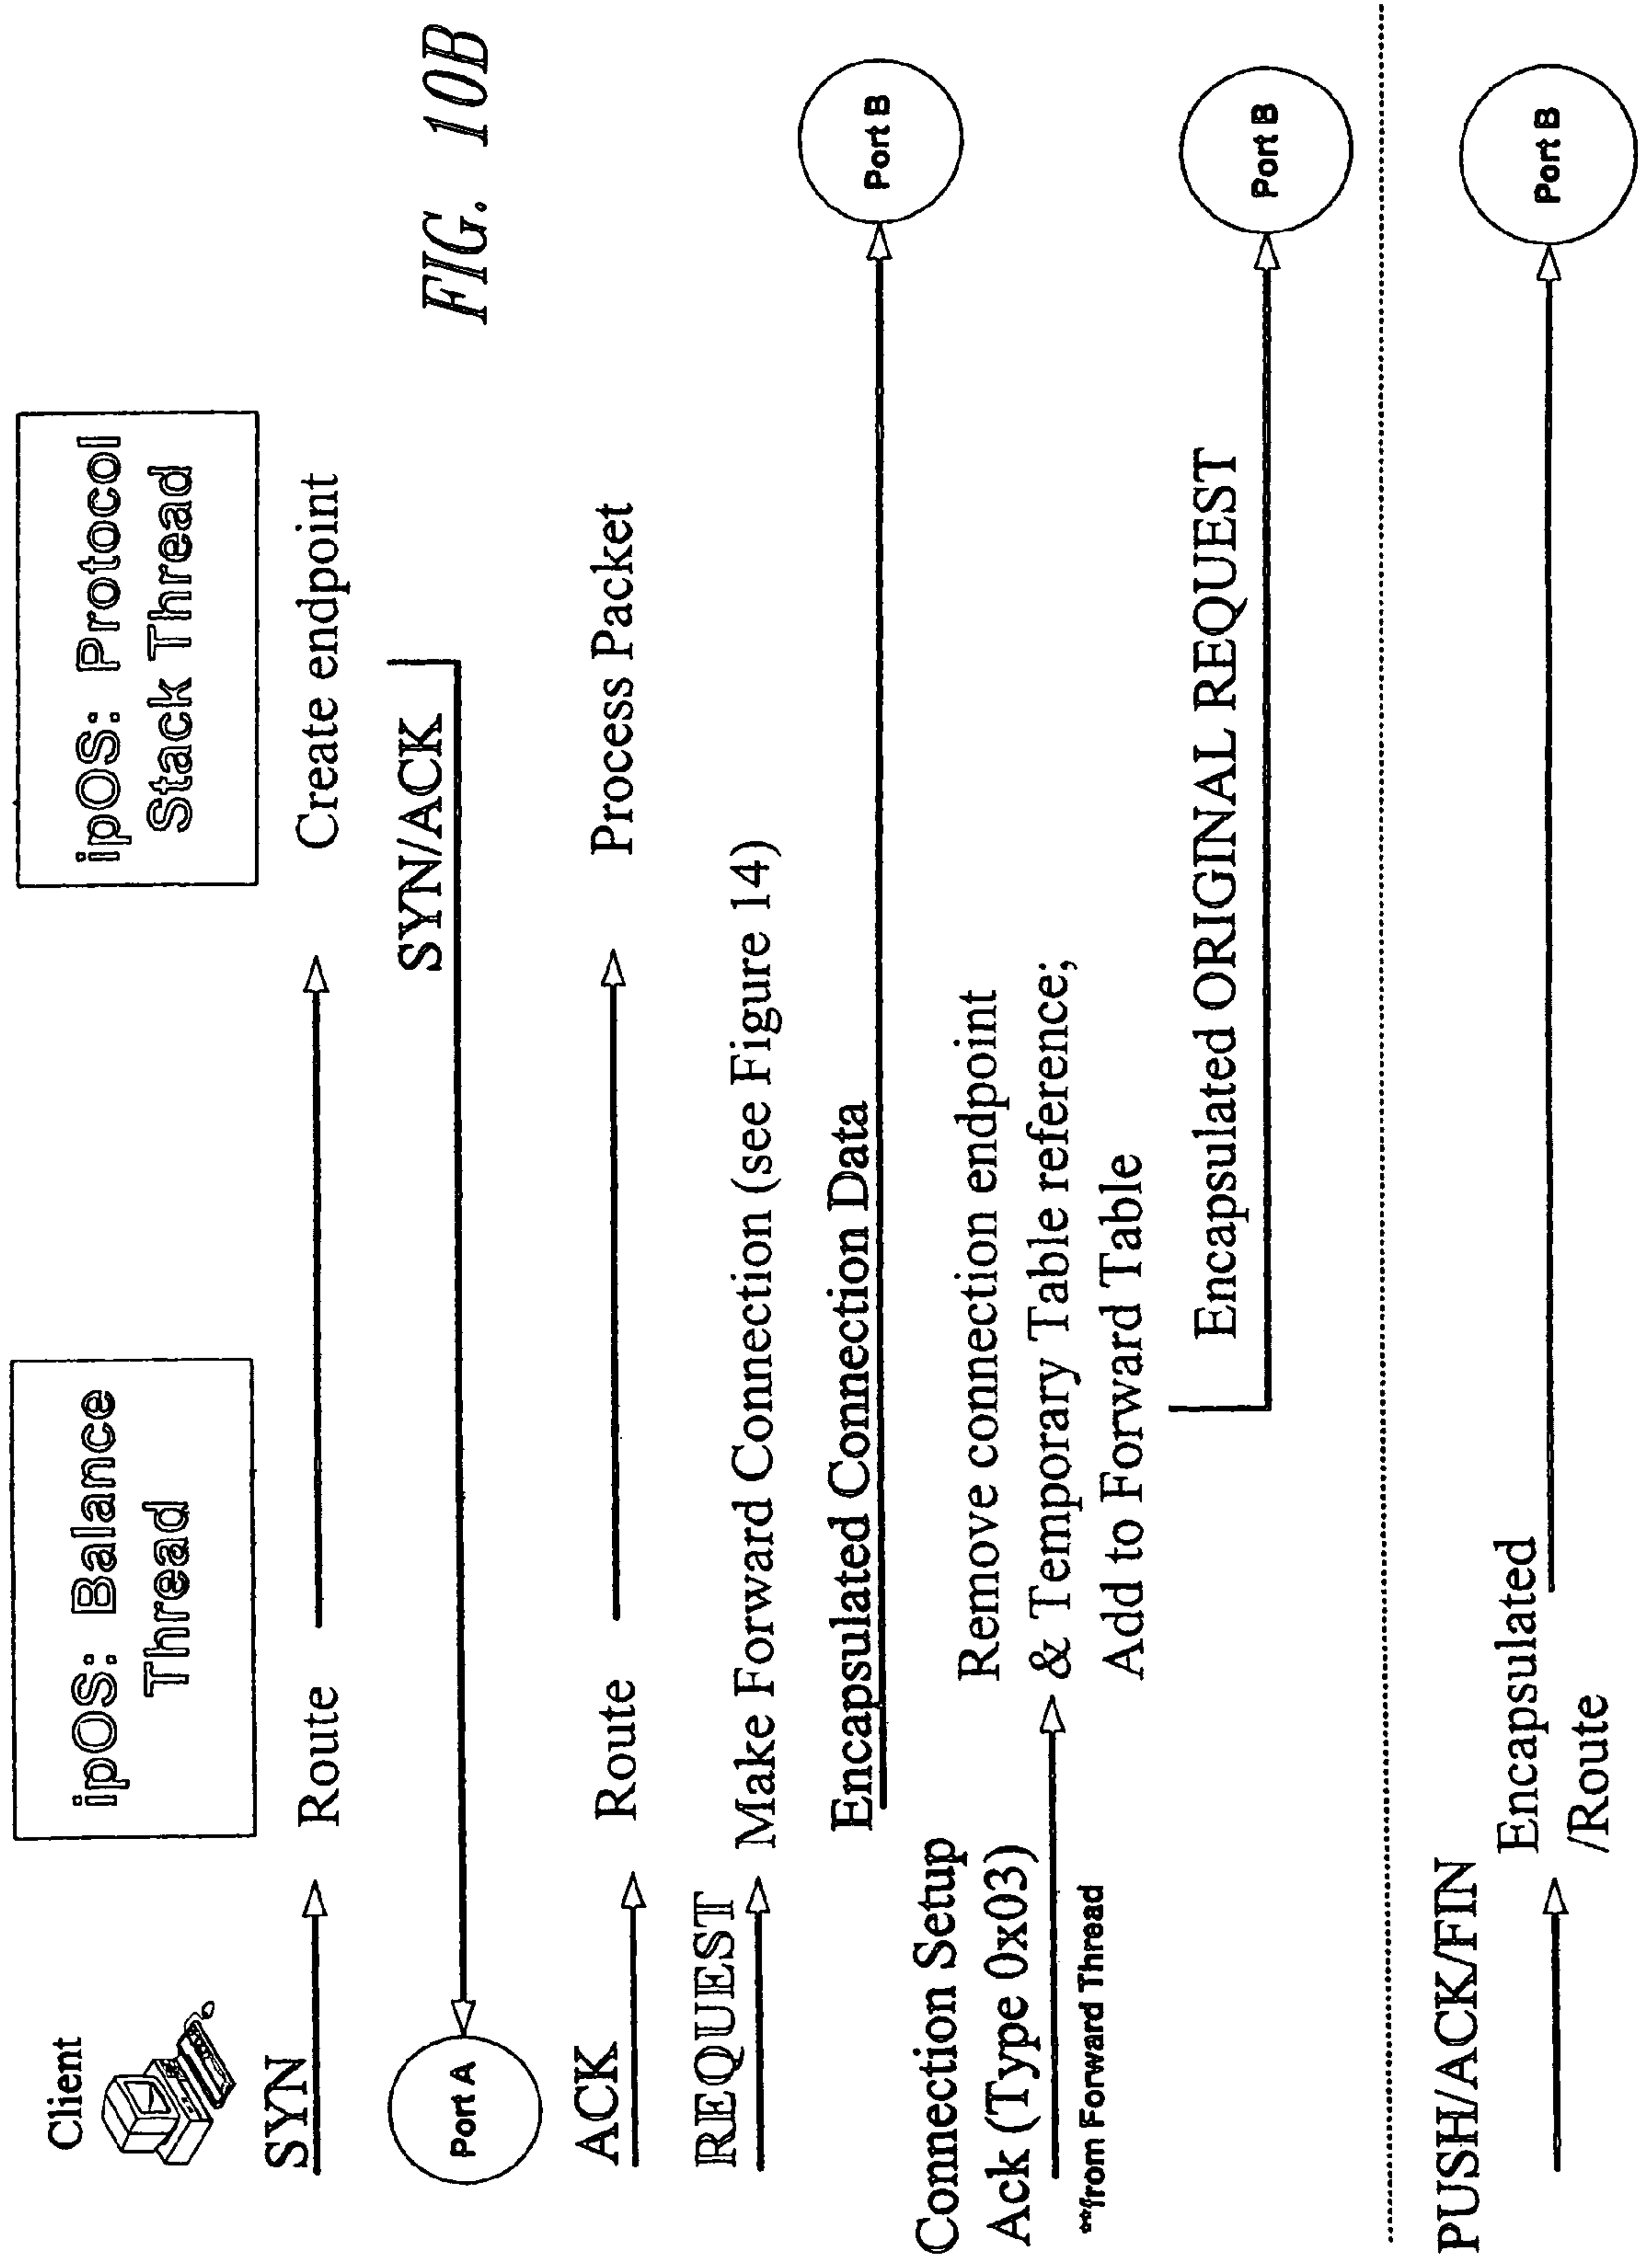 FIG. 10B
Client
ipOS: Balance
Thread
ipOS: Protocol
Stack Thread
SYN
Route
Create endpoint
SYN/ACK
Port A
ACK
Route
Process Packet
REQUEST
Make Forward Connection (see Figure 14)
Encapsulated Connection Data
Port B
Connection Setup
Ack (Type 0x03)
**from Forward Thread
Remove connection endpoint
& Temporary Table reference;
Add to Forward Table
Encapsulated ORIGINAL REQUEST
Port B
PUSH/ACK/FIN
Encapsulated
/Route
Port B